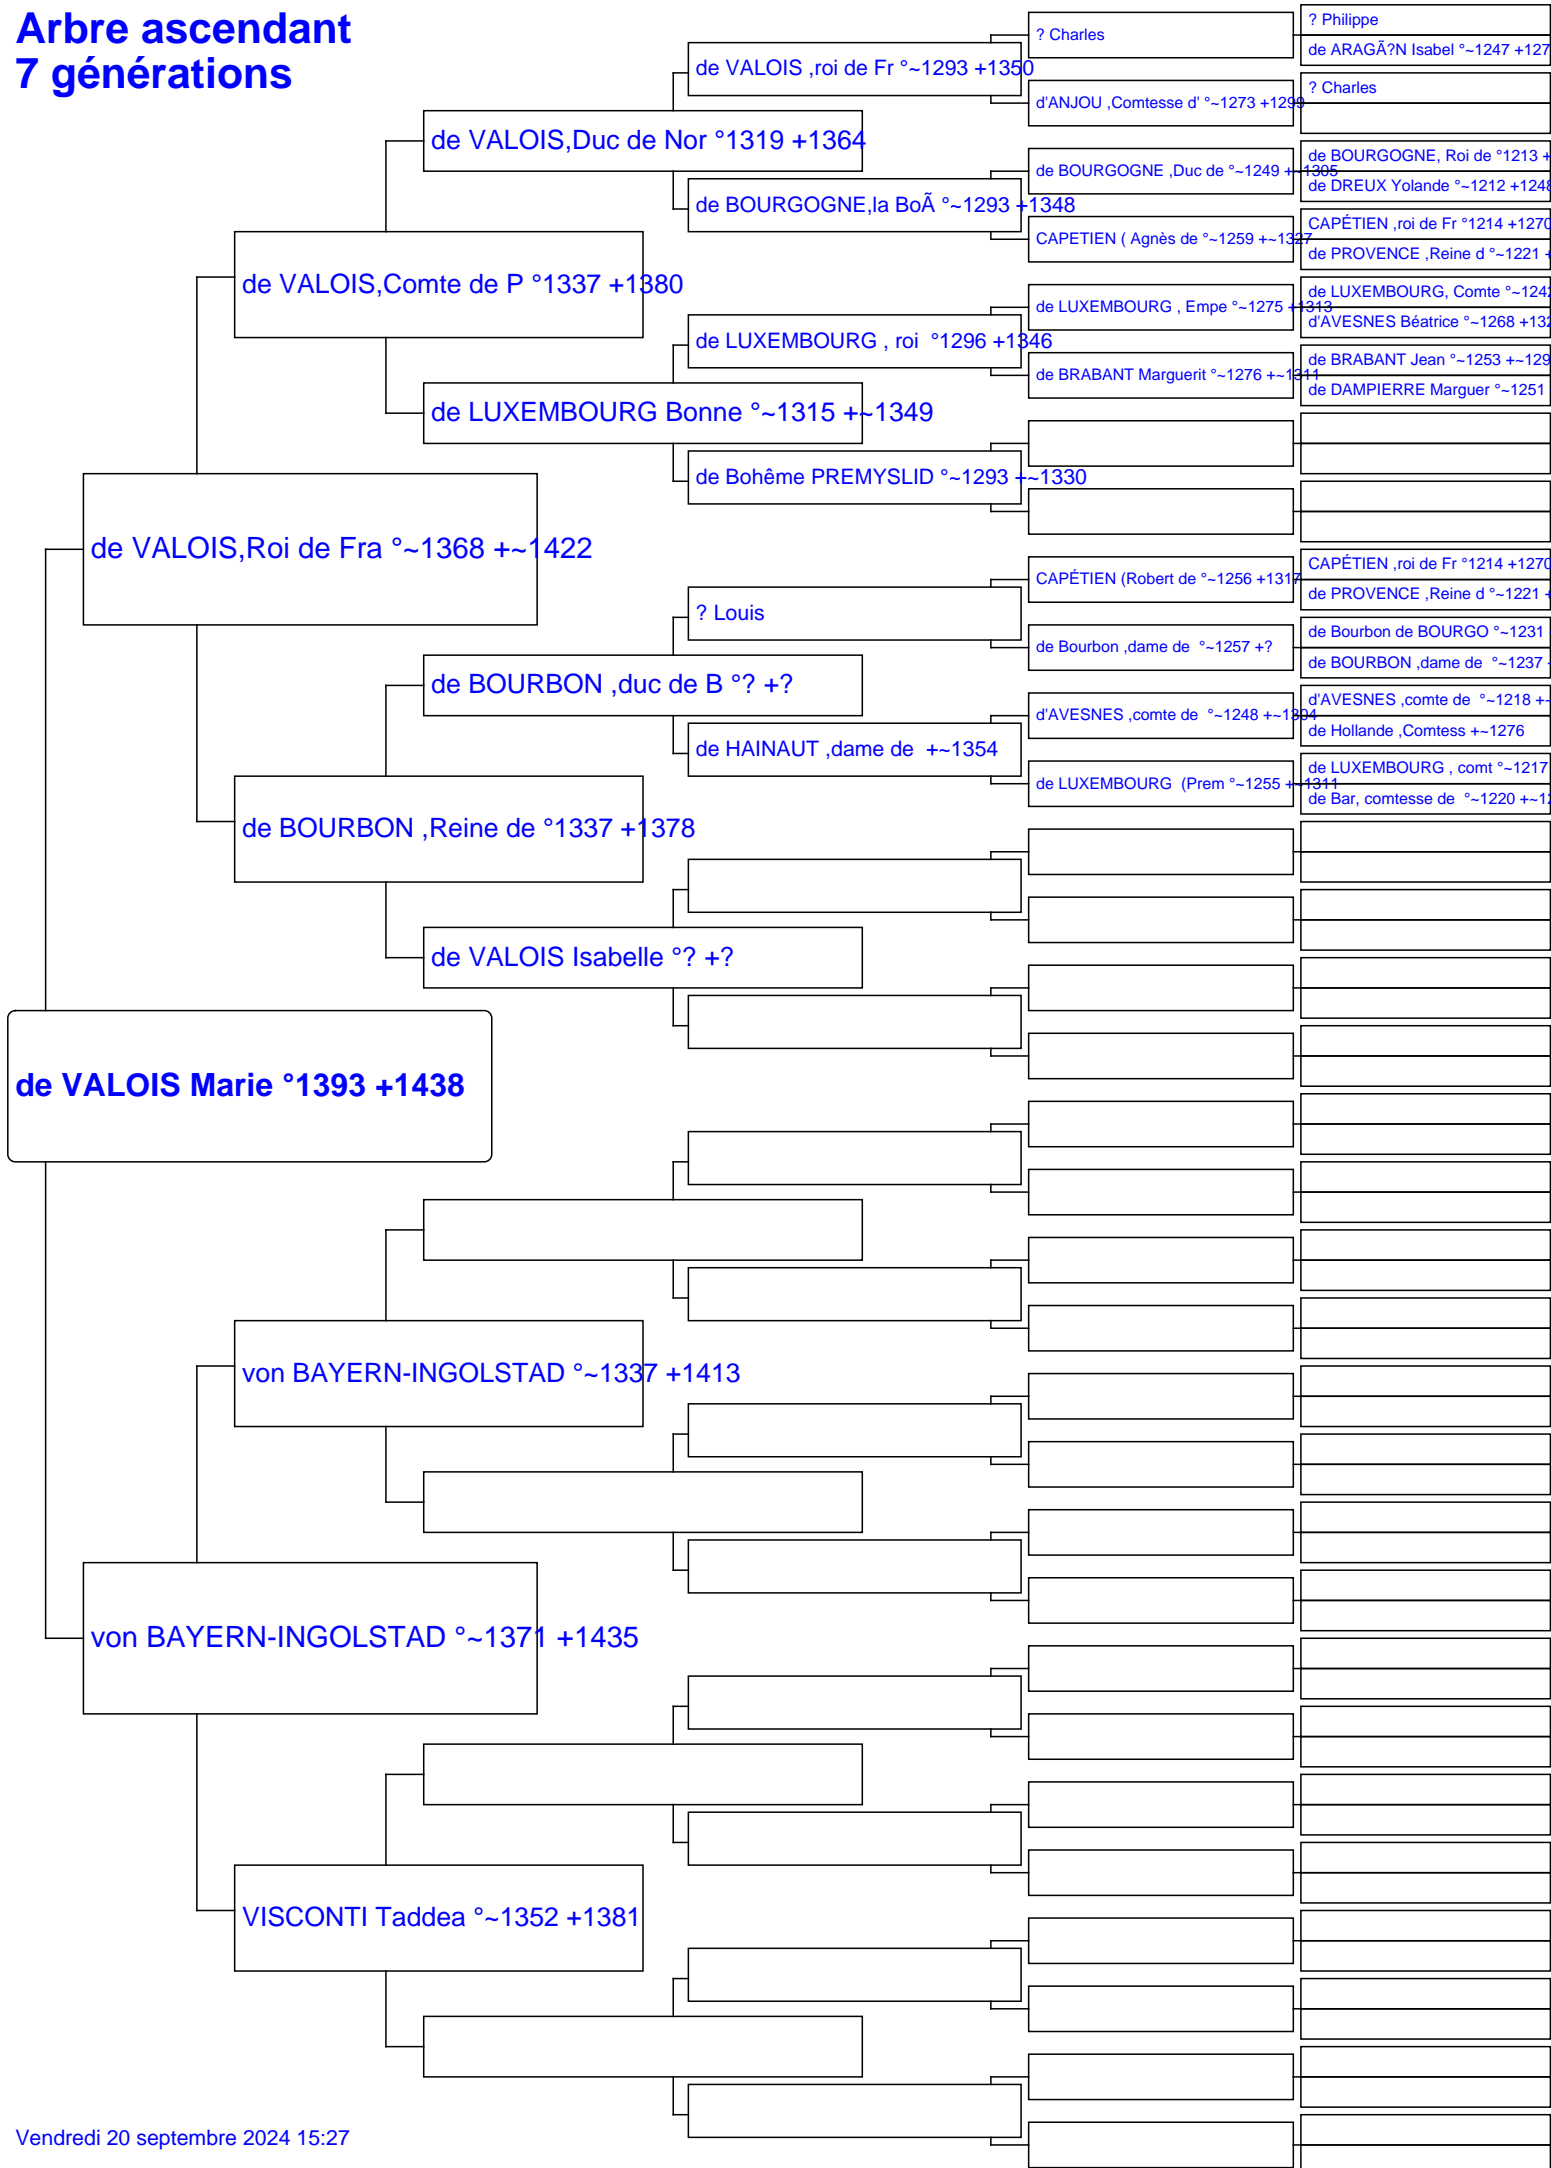 Arbre ascendant
7 générations
? Philippe
? Charles
de ARAGÃ?N Isabel °~1247 +127
de VALOIS ,roi de Fr °~1293 +1350
? Charles
d'ANJOU ,Comtesse d' °~1273 +1299
de VALOIS,Duc de Nor °1319 +1364
de BOURGOGNE, Roi de °1213 +
de BOURGOGNE ,Duc de °~1249 +~1305
de DREUX Yolande °~1212 +1248
de BOURGOGNE,la BoÃ °~1293 +1348
CAPÉTIEN ,roi de Fr °1214 +1270
CAPETIEN ( Agnès de °~1259 +~1327
de PROVENCE ,Reine d °~1221 +
de VALOIS,Comte de P °1337 +1380
de LUXEMBOURG, Comte °~1242
de LUXEMBOURG , Empe °~1275 +1313
d'AVESNES Béatrice °~1268 +132
de LUXEMBOURG , roi  °1296 +1346
de BRABANT Jean °~1253 +~129
de BRABANT Marguerit °~1276 +~1311
de DAMPIERRE Marguer °~1251
de LUXEMBOURG Bonne °~1315 +~1349
de Bohême PREMYSLID °~1293 +~1330
de VALOIS,Roi de Fra °~1368 +~1422
CAPÉTIEN ,roi de Fr °1214 +1270
CAPÉTIEN (Robert de °~1256 +1317
de PROVENCE ,Reine d °~1221 +
? Louis
de Bourbon de BOURGO °~1231
de Bourbon ,dame de  °~1257 +?
de BOURBON ,dame de  °~1237
de BOURBON ,duc de B °? +?
d'AVESNES ,comte de  °~1218 +~
d'AVESNES ,comte de  °~1248 +~1304
de Hollande ,Comtess +~1276
de HAINAUT ,dame de  +~1354
de LUXEMBOURG , comt °~1217
de LUXEMBOURG  (Prem °~1255 +~1311
de Bar, comtesse de  °~1220 +~12
de BOURBON ,Reine de °1337 +1378
de VALOIS Isabelle °? +?
de VALOIS Marie °1393 +1438
von BAYERN-INGOLSTAD °~1337 +1413
von BAYERN-INGOLSTAD °~1371 +1435
VISCONTI Taddea °~1352 +1381
Vendredi 20 septembre 2024 15:27